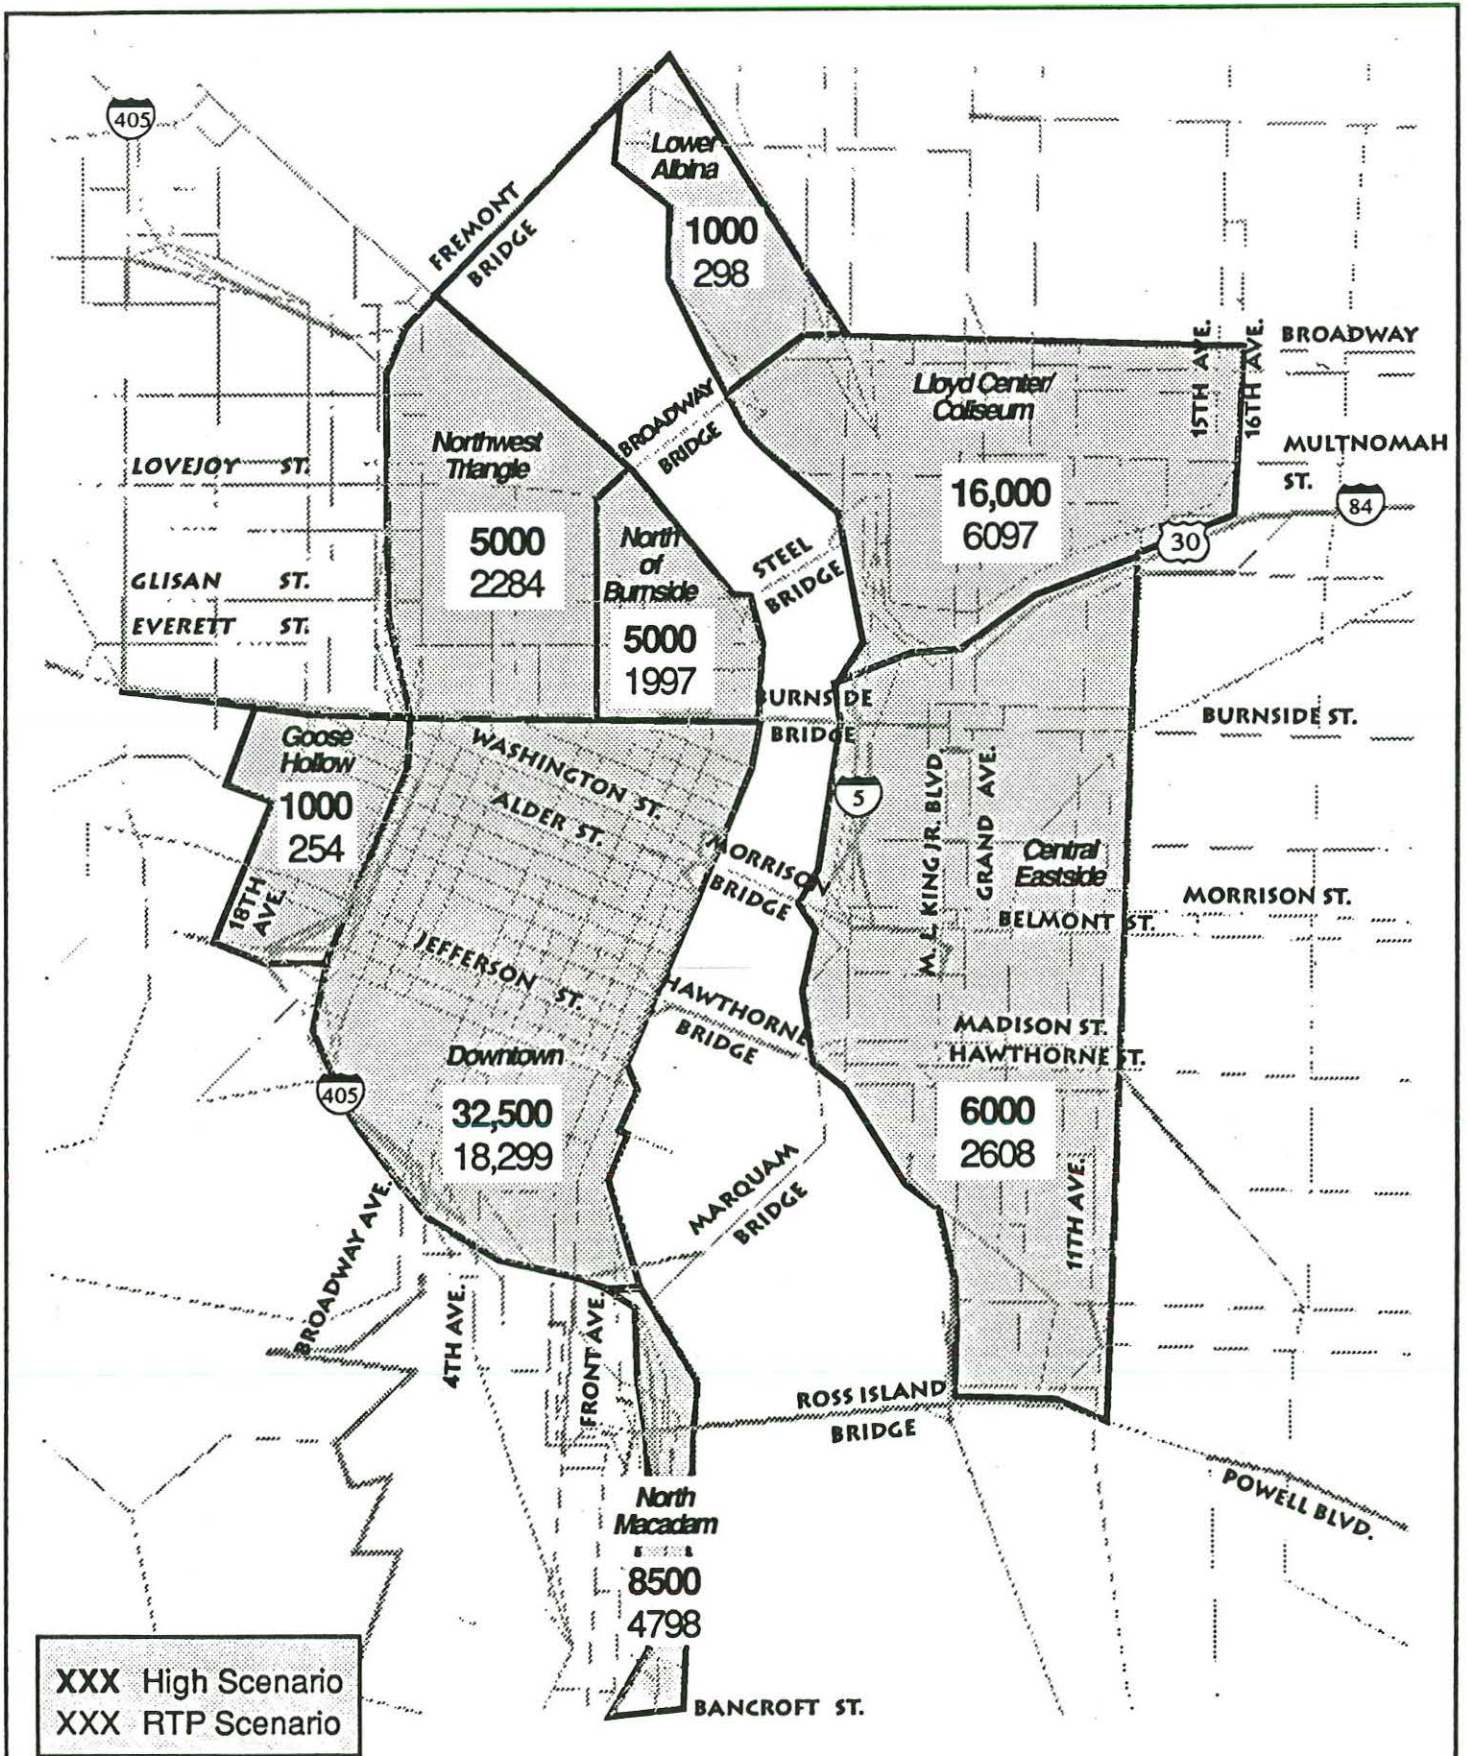 405
Lower
Albina
1000
298
FREMONT
BRIDGE
15TH AVE.
16TH AVE.
BROADWAY
Lloyd Center/
Coliseum
16,000
6097
BROADWAY
BRIDGE
Northwest
Triangle
5000
2284
LOVEJOY ST.
MULTNOMAH
ST.
84
30
North
of
Burnside
5000
1997
STEEL
BRIDGE
GLISAN ST.
EVERETT ST.
BURNSIDE
BRIDGE
BURNSIDE ST.
Goose
Hollow
1000
254
18TH
AVE.
WASHINGTON ST.
ALDER ST.
5
M.L. KING JR. BLVD
GRAND AVE.
MORRISON
BRIDGE
Central
Eastside
MORRISON ST.
BELMONT ST.
JEFFERSON ST.
HAWTHORNE
BRIDGE
MADISON ST.
HAWTHORNE ST.
Downtown
32,500
18,299
405
6000
2608
11TH AVE.
MARQUAM
BRIDGE
BROADWAY AVE.
4TH AVE.
FRONT AVE.
ROSS ISLAND
BRIDGE
POWELL BLVD.
North
Macadam
8500
4798
BANCROFT ST.
XXX High Scenario
XXX RTP Scenario